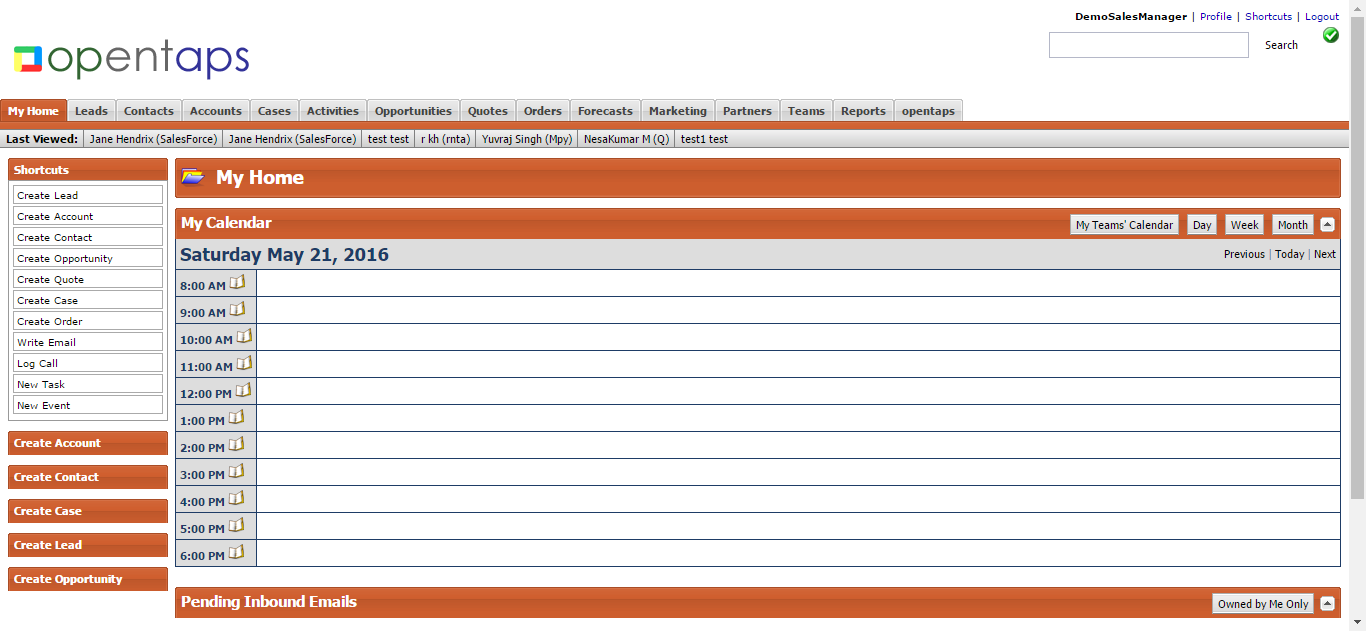 DemoSalesManager | Profile | Shortcuts | Logout
opentaps
Search
My Home Leads Contacts Accounts Cases Activities Opportunities Quotes Orders Forecasts Marketing Partners Teams Reports opentaps
Last Viewed: Jane Hendrix (SalesForce) Jane Hendrix (SalesForce) test test r kh (rnta) Yuvraj Singh (Mpy) NesaKumar M (Q) test1 test
Shortcuts
Create Lead
Create Account
Create Contact
Create Opportunity
Create Quote
Create Case
Create Order
Write Email
Log Call
New Task
New Event
Create Account
Create Contact
Create Case
Create Lead
Create Opportunity
My Home
My Calendar My Teams' Calendar Day Week Month
Saturday May 21, 2016 Previous | Today | Next
8:00 AM
9:00 AM
10:00 AM
11:00 AM
12:00 PM
1:00 PM
2:00 PM
3:00 PM
4:00 PM
5:00 PM
6:00 PM
Pending Inbound Emails Owned by Me Only